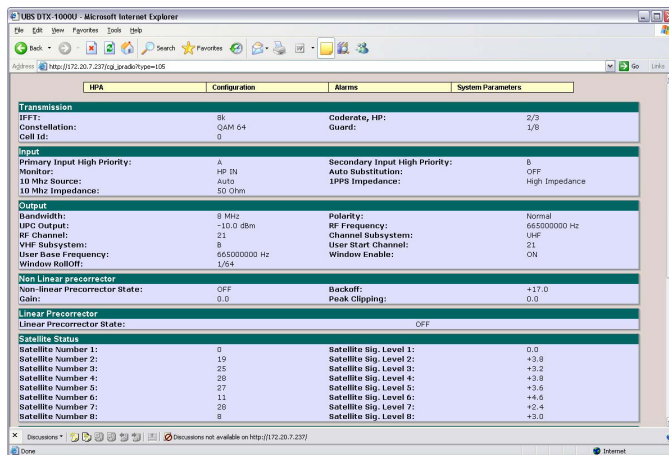 UBS DTX-1000U - Microsoft Internet Explorer
File Edit View Favorites Tools Help
Back Search Favorites
Address http://172.20.7.237/cgi_ipradio?type=105 Go Links
HPA Configuration Alarms System Parameters
Transmission
IFFT: 8k Coderate, HP: 2/3
Constellation: QAM 64 Guard: 1/8
Cell Id: 0
Input
Primary Input High Priority: A Secondary Input High Priority: B
Monitor: HP IN Auto Substitution: OFF
10 Mhz Source: Auto 1PPS Impedance: High Impedance
10 Mhz Impedance: 50 Ohm
Output
Bandwidth: 8 MHz Polarity: Normal
UPC Output: -10.0 dBm RF Frequency: 665000000 Hz
RF Channel: 21 Channel Subsystem: UHF
VHF Subsystem: B User Start Channel: 21
User Base Frequency: 665000000 Hz Window Enable: ON
Window RollOff: 1/64
Non Linear precorrector
Non-linear Precorrector State: OFF Backoff: +17.0
Gain: 0.0 Peak Clipping: 0.0
Linear Precorrector
Linear Precorrector State: OFF
Satellite Status
Satellite Number 1: 0 Satellite Sig. Level 1: 0.0
Satellite Number 2: 19 Satellite Sig. Level 2: +3.8
Satellite Number 3: 25 Satellite Sig. Level 3: +3.2
Satellite Number 4: 28 Satellite Sig. Level 4: +3.8
Satellite Number 5: 27 Satellite Sig. Level 5: +3.6
Satellite Number 6: 11 Satellite Sig. Level 6: +4.6
Satellite Number 7: 28 Satellite Sig. Level 7: +2.4
Satellite Number 8: 8 Satellite Sig. Level 8: +3.0
Discussions Discussions not available on http://172.20.7.237/
Done Internet